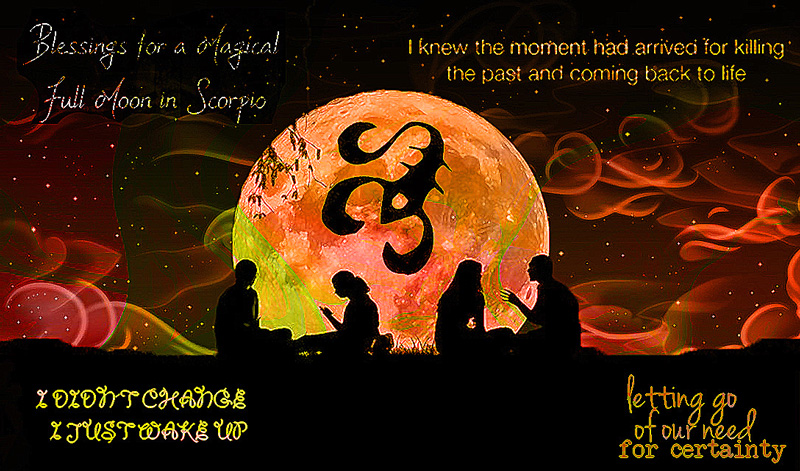 Blessings for a Magical
Full Moon in Scorpio
I knew the moment had arrived for killing
the past and coming back to life
I DIDNT CHANGE
I JUST WAKE UP
letting go
of our need
for certainty